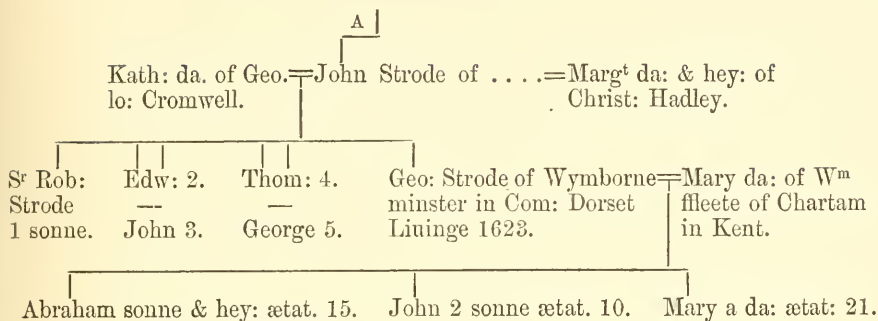 A
Kath: da. of Geo.=John Strode of . . . .=Margᵗ da: & hey: of
lo: Cromwell. Christ: Hadley.
Sʳ Rob: Edw: 2. Thom: 4. Geo: Strode of Wymborne=Mary da: of Wᵐ
Strode — — minster in Com: Dorset ffleete of Chartam
1 sonne. John 3. George 5. Liuinge 1623. in Kent.
Abraham sonne & hey: ætat. 15. John 2 sonne ætat. 10. Mary a da: ætat: 21.